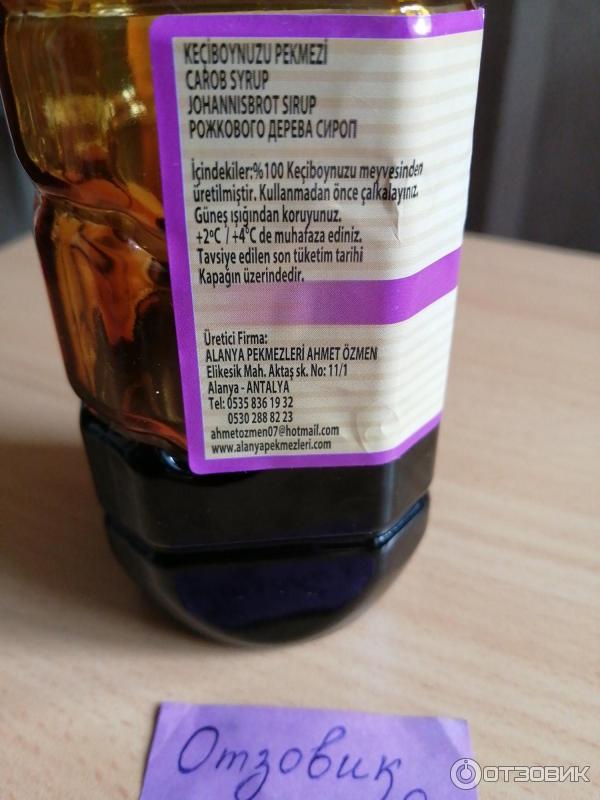 KEÇİBOYNUZU PEKMEZİ
CAROB SYRUP
JOHANNISBROT SIRUP
РОЖКОВОГО ДЕРЕВА СИРОП
İçindekiler:%100 Keçiboynuzu meyvesinden
üretilmiştir. Kullanmadan önce çalkalayınız.
Güneş ışığından koruyunuz.
+2ºC / +4ºC de muhafaza ediniz.
Tavsiye edilen son tüketim tarihi
Kapağın üzerindedir.
Üretici Firma:
ALANYA PEKMEZLERİ AHMET ÖZMEN
Elikesik Mah. Aktaş sk. No: 11/1
Alanya - ANTALYA
Tel: 0535 836 19 32
0530 288 82 23
ahmetozmen07@hotmail.com
www.alanyapekmezleri.com
Отзовик
ОТЗОВИК